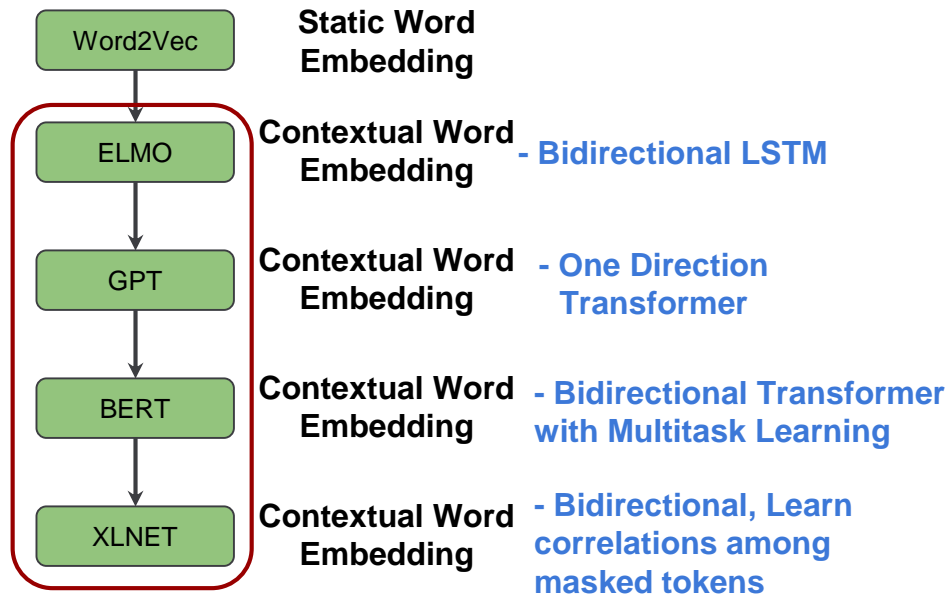 Word2Vec
Static Word
Embedding
ELMO
Contextual Word
Embedding
- Bidirectional LSTM
GPT
Contextual Word
Embedding
- One Direction
Transformer
BERT
Contextual Word
Embedding
- Bidirectional Transformer
with Multitask Learning
XLNET
Contextual Word
Embedding
- Bidirectional, Learn
correlations among
masked tokens